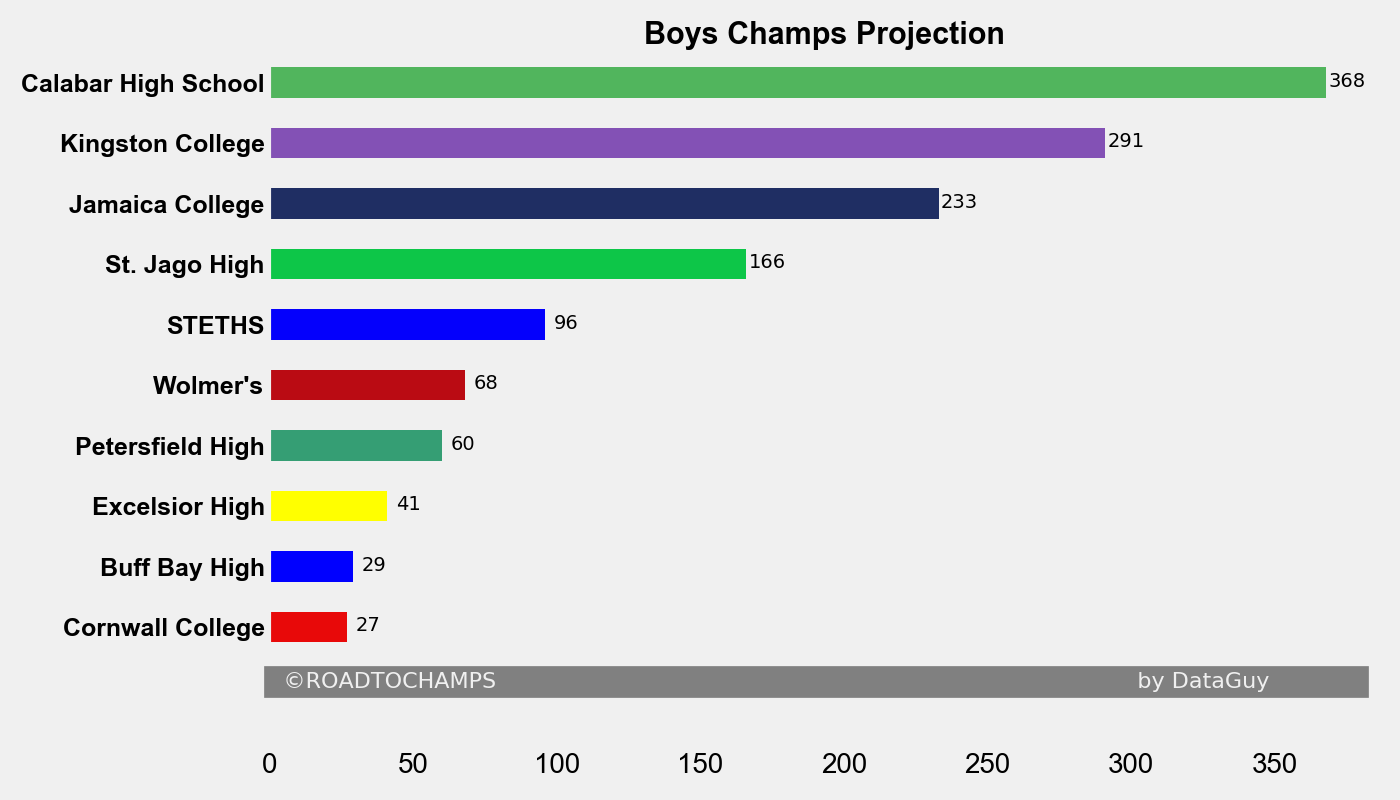 Boys Champs Projection
Calabar High School 368
Kingston College 291
Jamaica College 233
St. Jago High 166
STETHS 96
Wolmer's 68
Petersfield High 60
Excelsior High 41
Buff Bay High 29
Cornwall College 27
©ROADTOCHAMPS by DataGuy
0 50 100 150 200 250 300 350